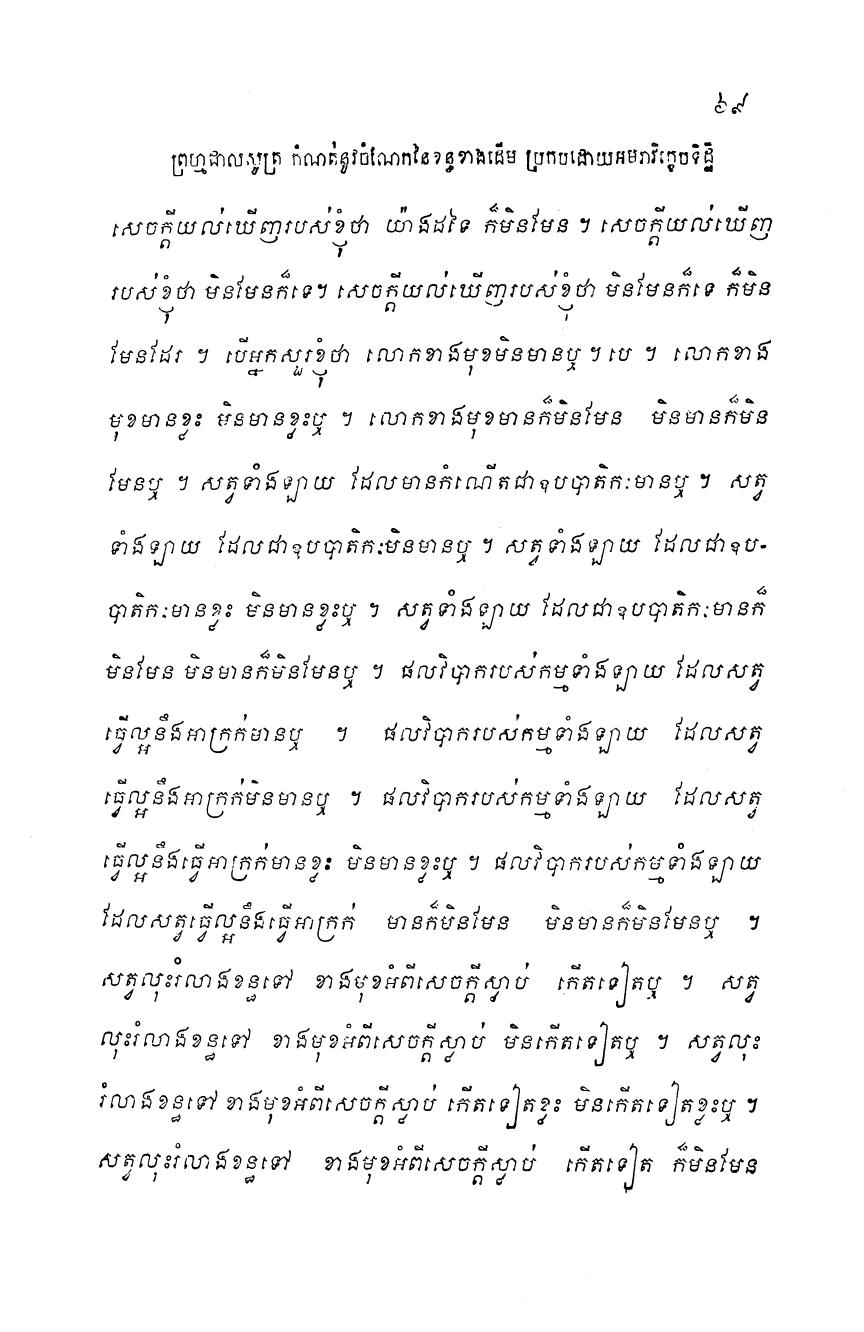 ៦៩
ព្រហ្មជាលសូត្រ កំណត់នូវចំណែកនៃខន្ធខាងដើម ប្រកបដោយអមរាវិក្ខេបទិដ្ឋិ
សេចក្តីយល់ឃើញរបស់ខ្ញុំថា យ៉ាងដទៃ ក៏មិនមែន ។ សេចក្តីយល់ឃើញ
របស់ខ្ញុំថា មិនមែនក៏ទេ។ សេចក្តីយល់ឃើញរបស់ខ្ញុំថា មិនមែនក៏ទេ ក៏មិន
មែនដែរ ។ បើអ្នកសួរខ្ញុំថា លោកខាងមុខមិនមានឬ ។ បេ ។ លោកខាង
មុខមានខ្លះ មិនមានខ្លះឬ ។ លោកខាងមុខមានក៏មិនមែន មិនមានក៏មិន
មែនឬ ។ សត្វទាំងឡាយ ដែលមានកំណើតជាឧបបាតិកៈមានឬ ។ សត្វ
ទាំងឡាយ ដែលជាឧបបាតិកៈមិនមានឬ ។ សត្វទាំងឡាយ ដែលជាឧប-
បាតិកៈមានខ្លះ មិនមានខ្លះឬ ។ សត្វទាំងឡាយ ដែលជាឧបបាតិកៈមានក៏
មិនមែន មិនមានក៏មិនមែនឬ ។ ផលវិបាករបស់កម្មទាំងឡាយ ដែលសត្វ
ធ្វើល្អនឹងអាក្រក់មានឬ ។ ផលវិបាករបស់កម្មទាំងឡាយ ដែលសត្វ
ធ្វើល្អនឹងអាក្រក់មិនមានឬ ។ ផលវិបាករបស់កម្មទាំងឡាយ ដែលសត្វ
ធ្វើល្អនឹងធ្វើអាក្រក់មានខ្លះ មិនមានខ្លះឬ ។ ផលវិបាករបស់កម្មទាំងឡាយ
ដែលសត្វធ្វើល្អនឹងធ្វើអាក្រក់ មានក៏មិនមែន មិនមានក៏មិនមែនឬ ។
សត្វលុះរំលាងខន្ធទៅ ខាងមុខអំពីសេចក្តីស្លាប់ កើតទៀតឬ ។ សត្វ
លុះរំលាងខន្ធទៅ ខាងមុខអំពីសេចក្តីស្លាប់ មិនកើតទៀតឬ ។ សត្វលុះ
រំលាងខន្ធទៅ ខាងមុខអំពីសេចក្តីស្លាប់ កើតទៀតខ្លះ មិនកើតទៀតខ្លះឬ ។
សត្វលុះរំលាងខន្ធទៅ ខាងមុខអំពីសេចក្តីស្លាប់ កើតទៀត ក៏មិនមែន